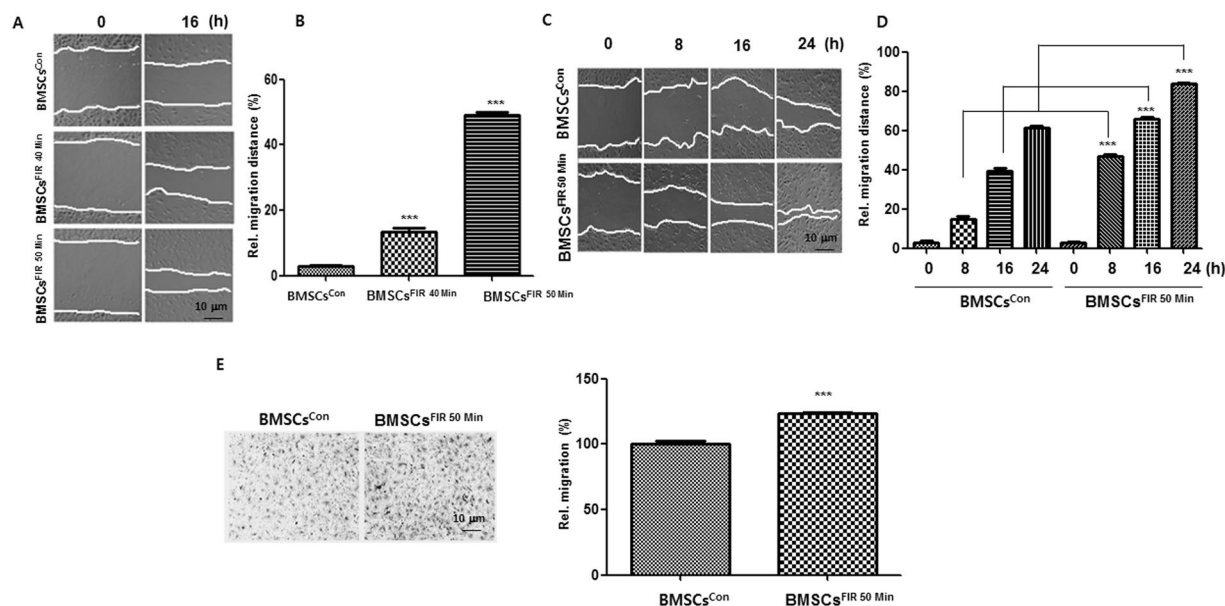 A
0 16 (h)
BMSCs^Con
BMSCs^FIR 40 Min
BMSCs^FIR 50 Min
10 μm
B
Rel. migration distance (%)
60
40
20
0
***
***
BMSCs^Con BMSCs^FIR 40 Min BMSCs^FIR 50 Min
C
0 8 16 24 (h)
BMSCs^Con
BMSCs^FIR 50 Min
10 μm
D
Rel. migration distance (%)
100
80
60
40
20
0
***
***
***
0 8 16 24 0 8 16 24 (h)
BMSCs^Con BMSCs^FIR 50 Min
E
BMSCs^Con BMSCs^FIR 50 Min
10 μm
Rel. migration (%)
150
100
50
0
***
BMSCs^Con BMSCs^FIR 50 Min